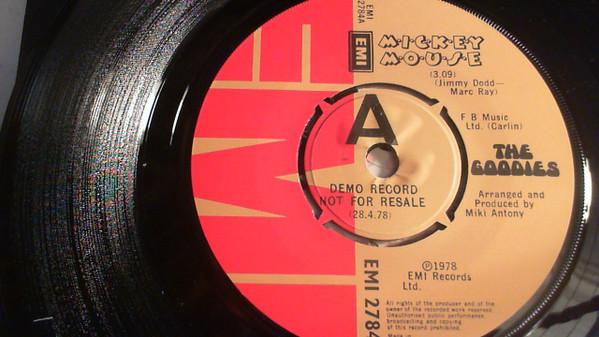 EMI
2784A
EMI
M·I·C·K·E·Y
M·O·U·S·E
(3.09)
(Jimmy Dodd—
Marc Ray)
F B Music
Ltd. (Carlin)
THE
GOODIES
Arranged and
Produced by
Miki Antony
A
DEMO RECORD
NOT FOR RESALE
(28.4.78)
EMI
EMI 2784
Ⓟ1978
EMI Records
Ltd.
All rights of the producer and of the
owner of the recorded work reserved.
Unauthorised public performance,
broadcasting and copying
of this record prohibited.
Made in